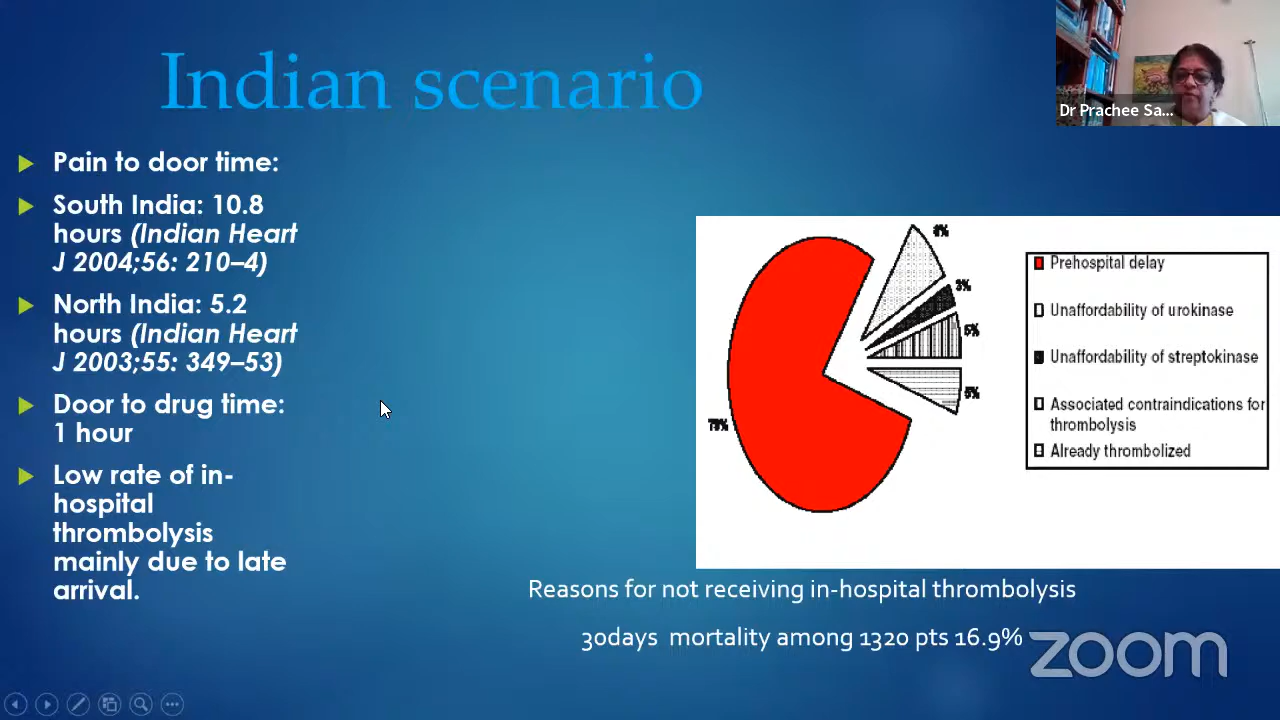 Indian scenario
Dr Prachee Sa...
Pain to door time:
South India: 10.8
hours (Indian Heart
J 2004;56: 210–4)
North India: 5.2
hours (Indian Heart
J 2003;55: 349–53)
Door to drug time:
1 hour
Low rate of in-
hospital
thrombolysis
mainly due to late
arrival.
3%
5%
5%
Prehospital delay
Unaffordability of urokinase
Unaffordability of streptokinase
Associated contraindications for
thrombolysis
Already thrombolized
Reasons for not receiving in-hospital thrombolysis
30days mortality among 1320 pts 16.9%
zoom